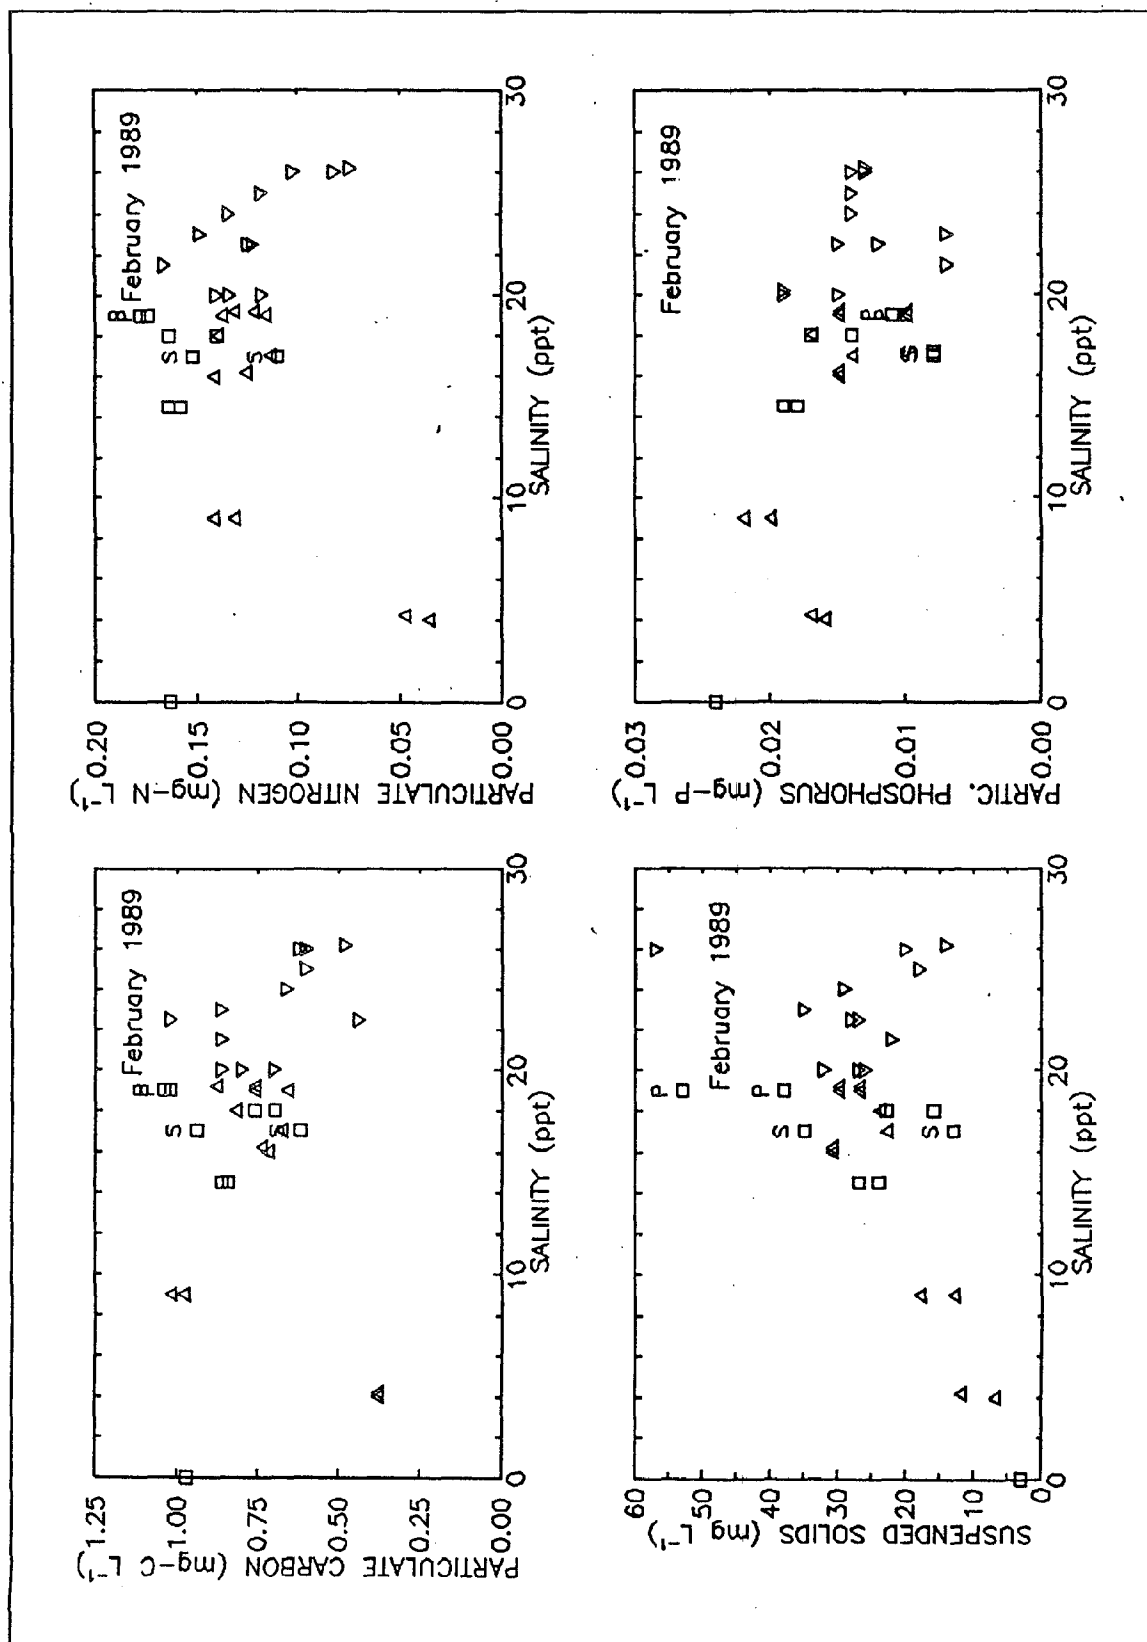 PARTICULATE CARBON (mg-C L⁻¹)
1.25
1.00
0.75
0.50
0.00
February 1989
B
S
S
0
10
20
30
SALINITY (ppt)
PARTICULATE NITROGEN (mg-N L⁻¹)
0.20
0.15
0.10
0.05
0.00
February 1989
S
S
0
10
20
30
SALINITY (ppt)
SUSPENDED SOLIDS (mg L⁻¹)
60
50
40
30
20
10
0
February 1989
P
P
S
S
0
10
20
30
SALINITY (ppt)
PARTIC. PHOSPHORUS (mg-P L⁻¹)
0.03
0.02
0.01
0.00
February 1989
0
10
20
30
SALINITY (ppt)